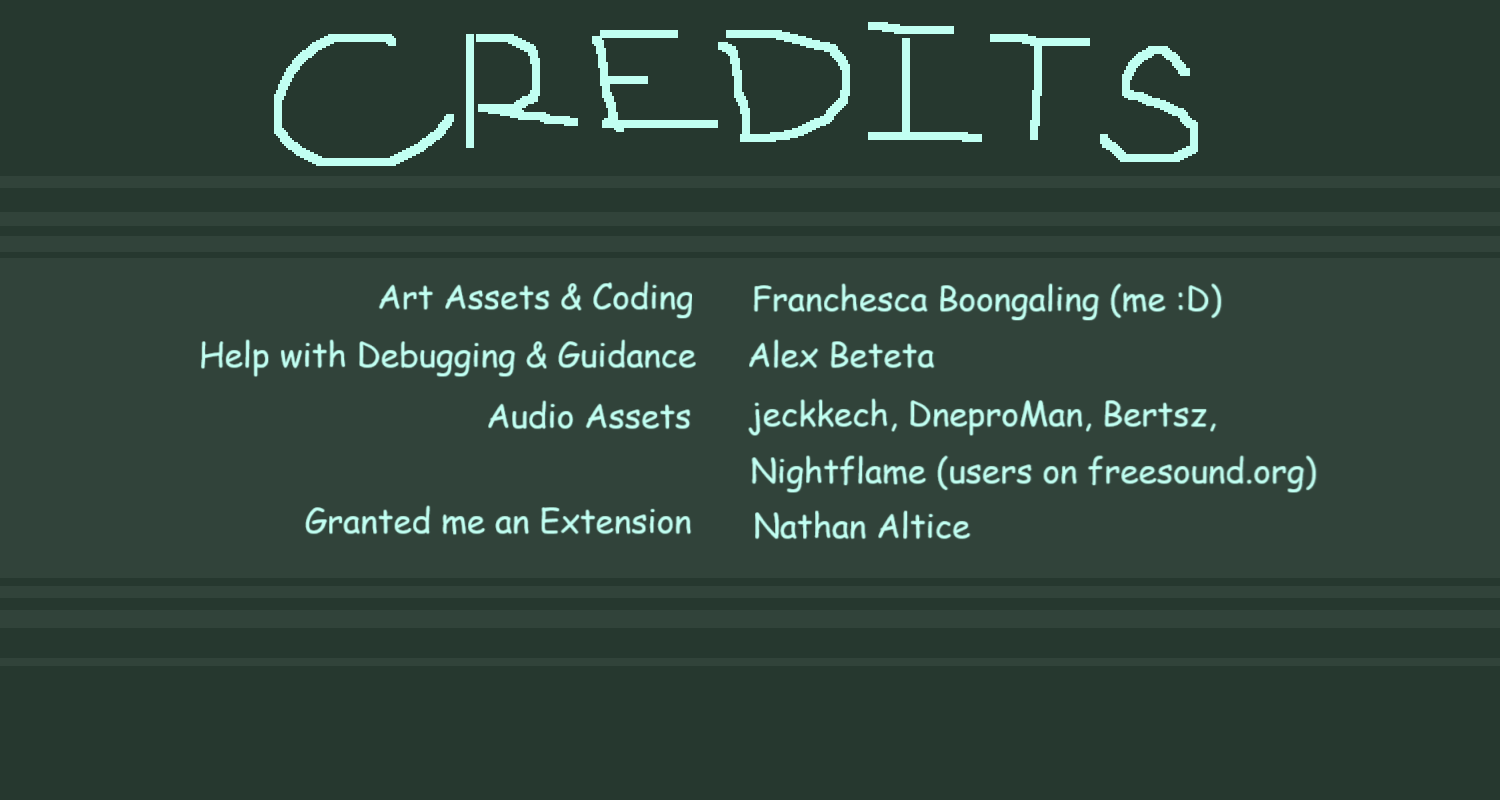 CREDITS
Art Assets & Coding Franchesca Boongaling (me :D)
Help with Debugging & Guidance Alex Beteta
Audio Assets jeckkech, DneproMan, Bertsz,
Nightflame (users on freesound.org)
Granted me an Extension Nathan Altice